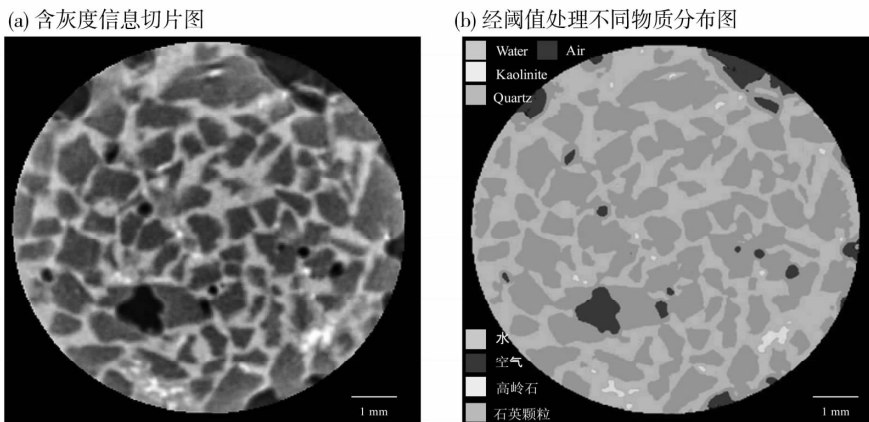 (a) 含灰度信息切片图
(b) 经阈值处理不同物质分布图
Water
Air
Kaolinite
Quartz
水
空气
高岭石
石英颗粒
1 mm
1 mm